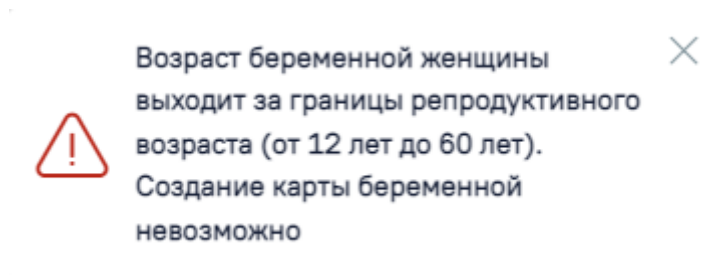 Возраст беременной женщины
выходит за границы репродуктивного
возраста (от 12 лет до 60 лет).
Создание карты беременной
невозможно